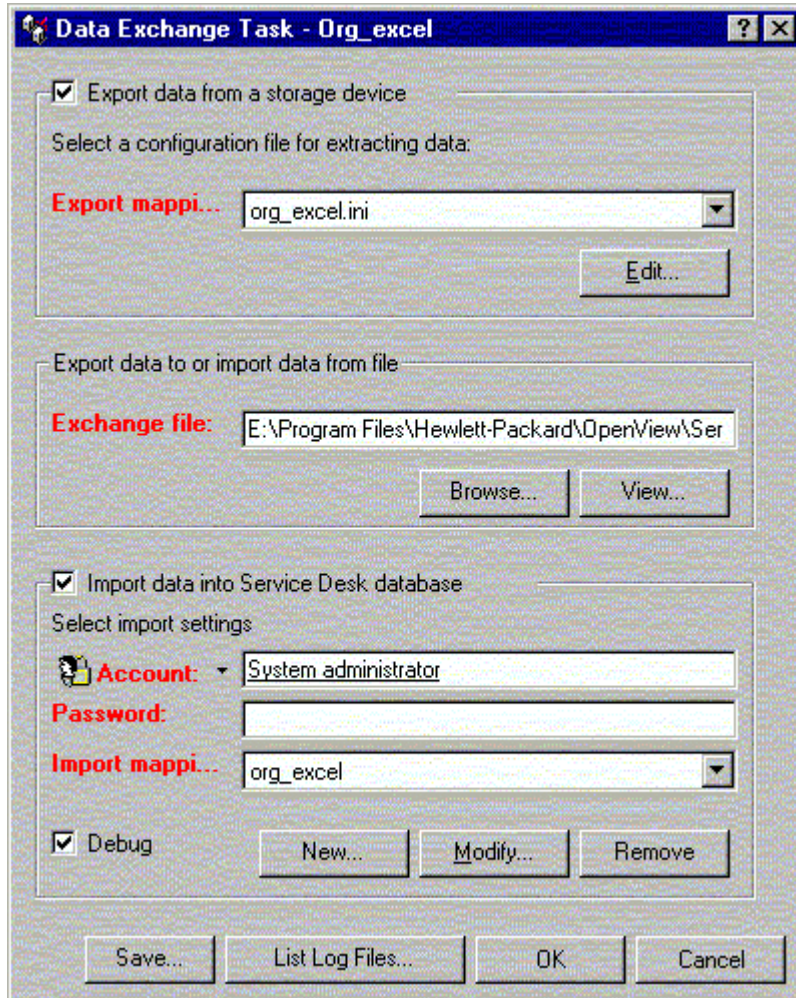 Data Exchange Task - Org_excel
Export data from a storage device
Select a configuration file for extracting data:
Export mappi... org_excel.ini
Edit...
Export data to or import data from file
Exchange file: E:\Program Files\Hewlett-Packard\OpenView\Ser
Browse... View...
Import data into Service Desk database
Select import settings
Account: System administrator
Password:
Import mappi... org_excel
Debug New... Modify... Remove
Save... List Log Files... OK Cancel